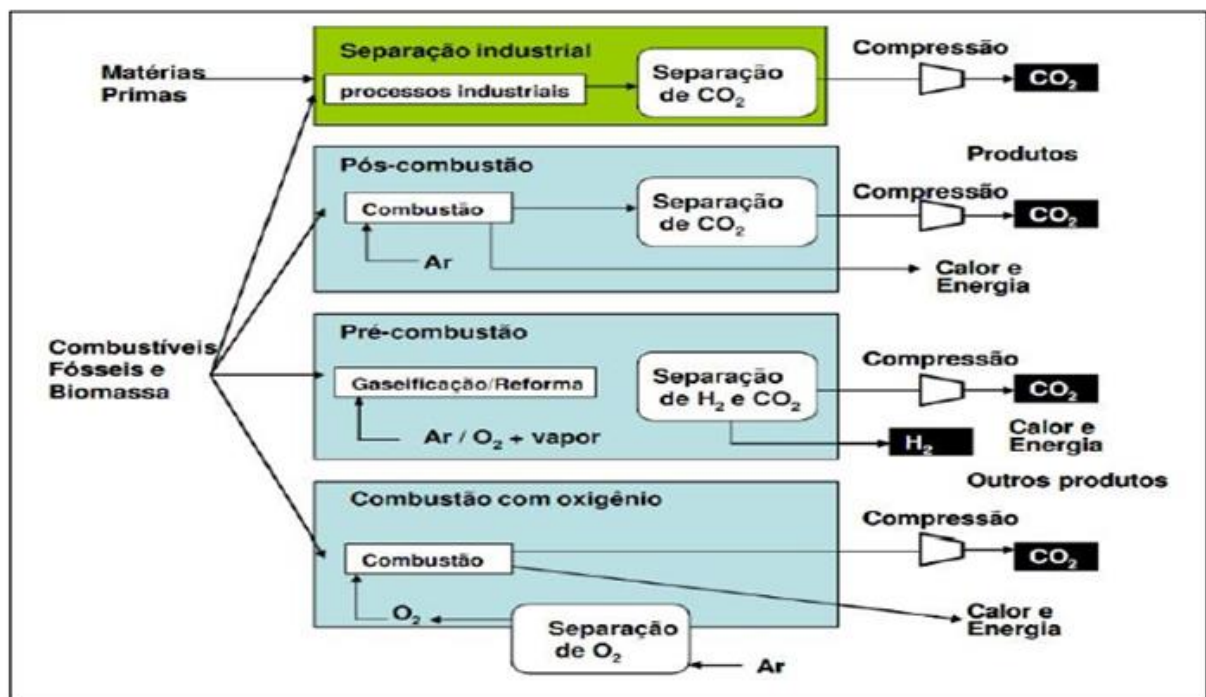 Separação industrial
Matérias
Primas
processos industriais
Separação
de CO₂
Compressão
CO₂
Produtos
Pós-combustão
Combustão
Ar
Separação
de CO₂
Compressão
CO₂
Calor e
Energia
Combustíveis
Fósseis e
Biomassa
Pré-combustão
Gaseificação/Reforma
Ar / O₂ + vapor
Separação
de H₂ e CO₂
Compressão
CO₂
H₂
Calor e
Energia
Outros produtos
Combustão com oxigênio
Combustão
O₂
Separação
de O₂
Ar
Compressão
CO₂
Calor e
Energia